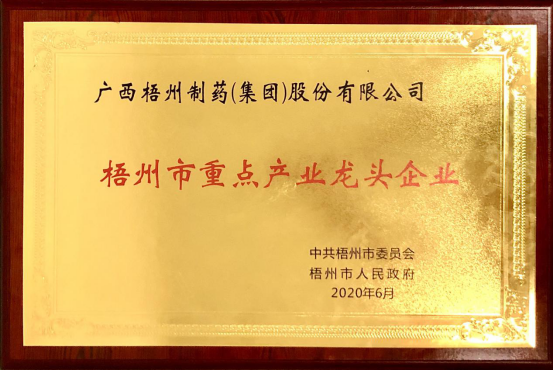 广西梧州制药(集团)股份有限公司
梧州市重点产业龙头企业
中共梧州市委员会
梧州市人民政府
2020年6月